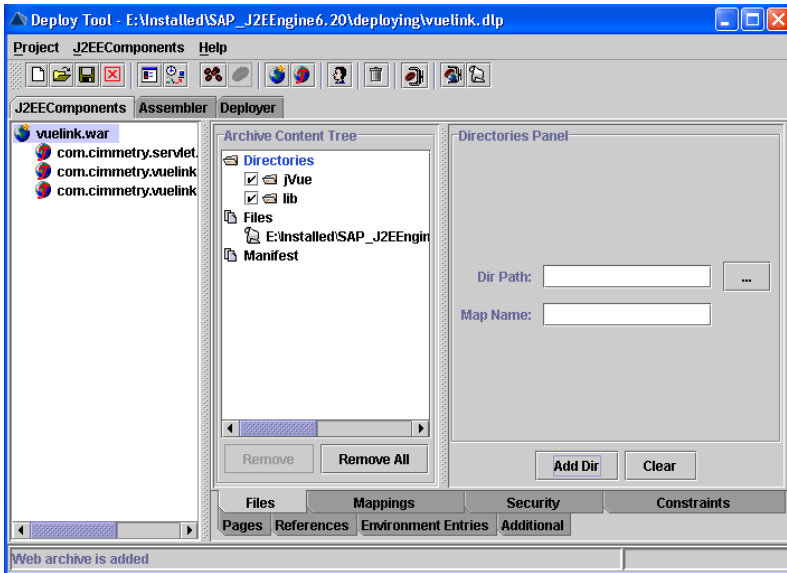 Deploy Tool - E:\Installed\SAP_J2EEngine6.20\deploying\vuelink.dlp
Project J2EEComponents Help
J2EEComponents Assembler Deployer
vuelink.war
com.cimmetry.servlet.
com.cimmetry.vuelink
com.cimmetry.vuelink
Archive Content Tree
Directories
jVue
lib
Files
E:\Installed\SAP_J2EEngin
Manifest
Remove
Remove All
Directories Panel
Dir Path:
...
Map Name:
Add Dir
Clear
Files Mappings Security Constraints
Pages References Environment Entries Additional
Web archive is added